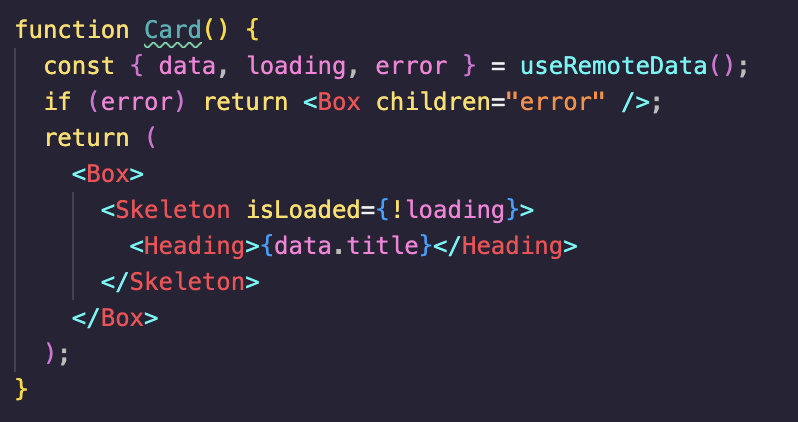 function Card() {
  const { data, loading, error } = useRemoteData();
  if (error) return <Box children="error" />;
  return (
    <Box>
      <Skeleton isLoaded={!loading}>
        <Heading>{data.title}</Heading>
      </Skeleton>
    </Box>
  );
}